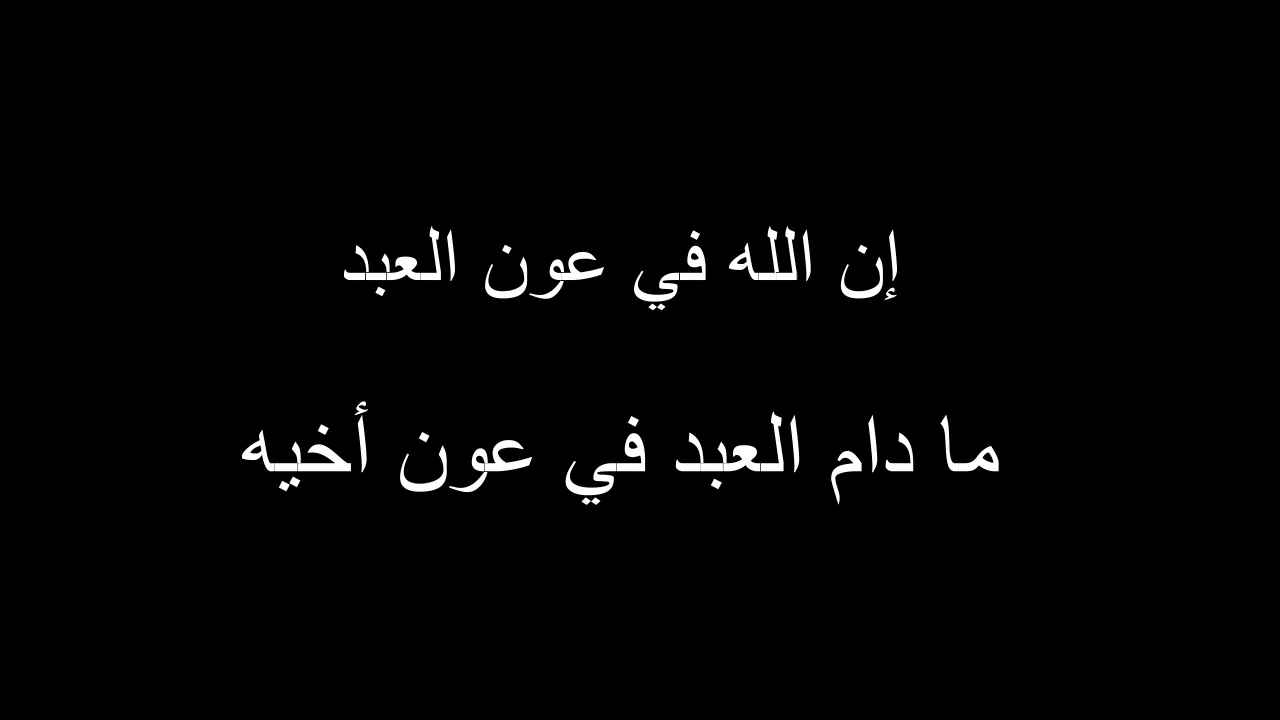 إن الله في عون العبد
ما دام العبد في عون أخيه